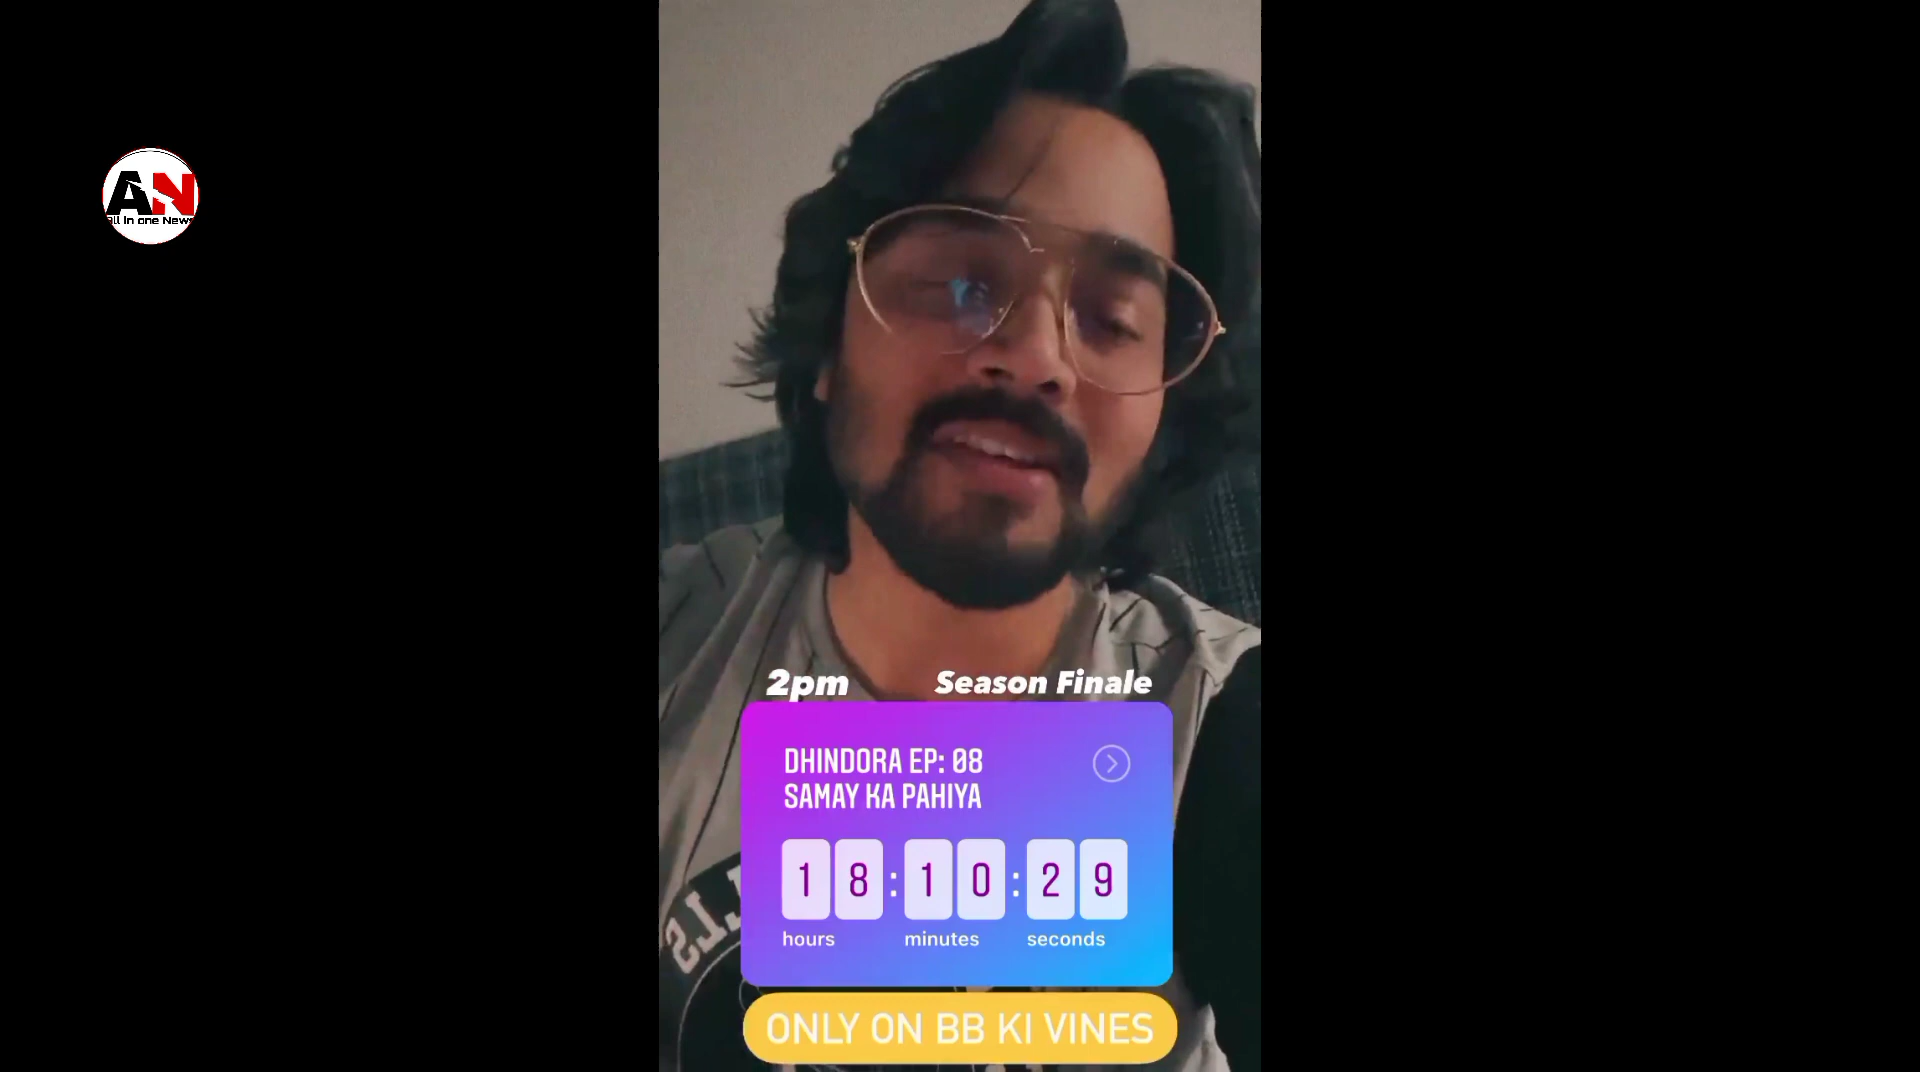 AN
All in one News
2pm
Season Finale
DHINDORA EP: 08
SAMAY KA PAHIYA
18:10:29
hours minutes seconds
ONLY ON BB KI VINES